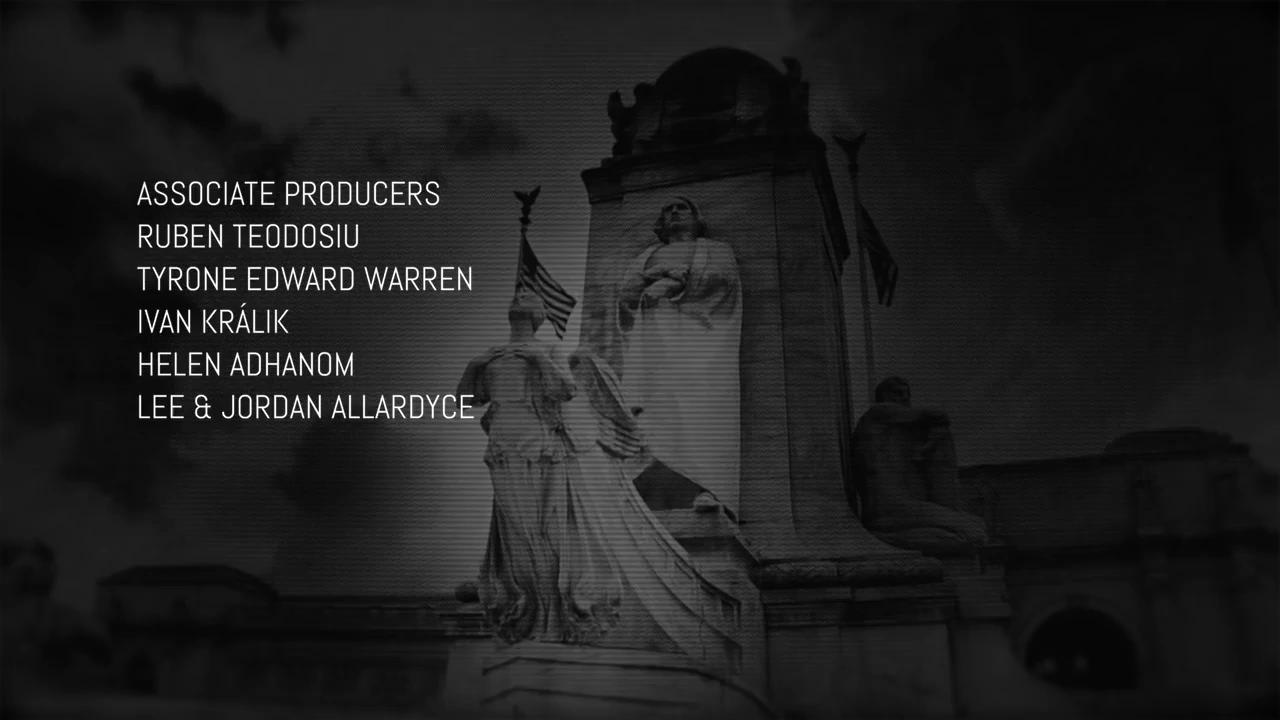 ASSOCIATE PRODUCERS
RUBEN TEODOSIU
TYRONE EDWARD WARREN
IVAN KRÁLIK
HELEN ADHANOM
LEE & JORDAN ALLARDYCE